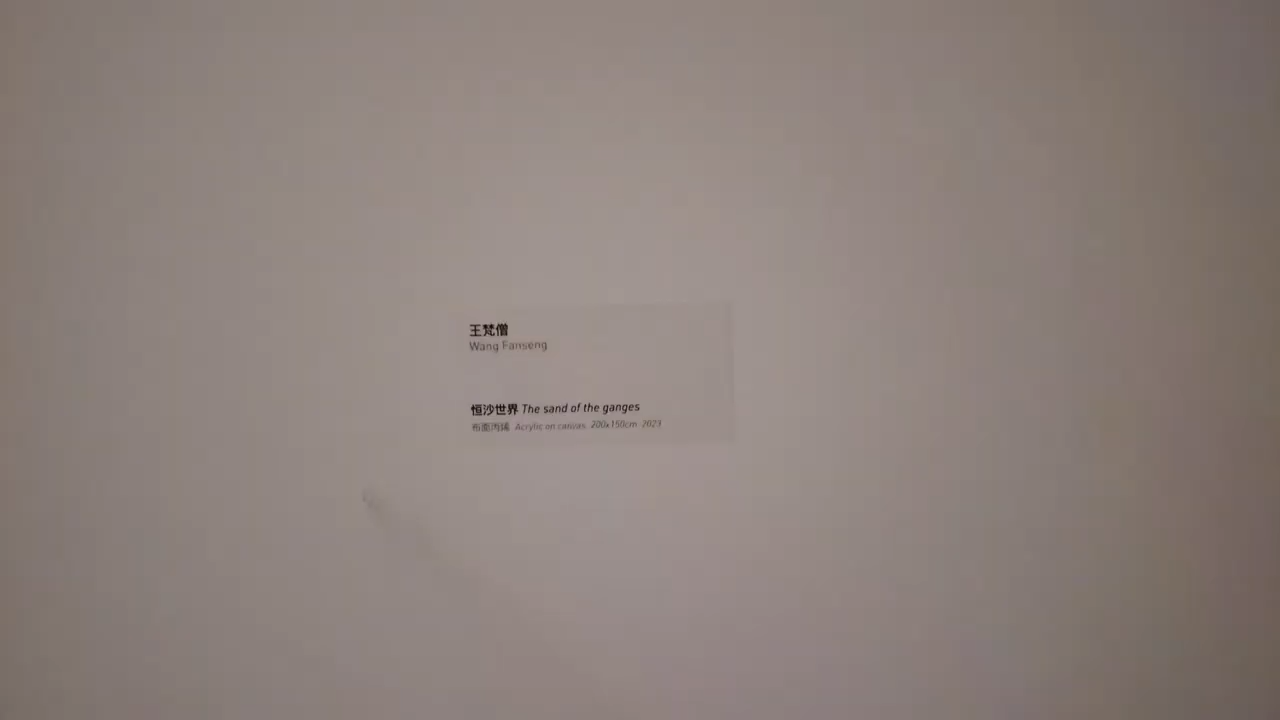 王梵僧
Wang Fanseng
恒沙世界 The sand of the ganges
布面丙烯 Acrylic on canvas 200x150cm 2023